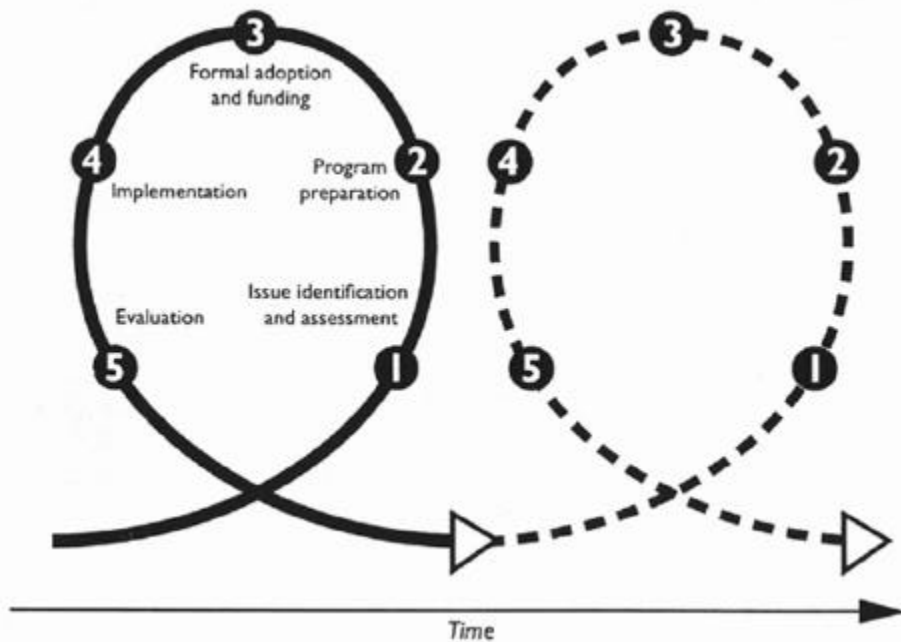 3
3
Formal adoption
and funding
4
2
4
2
Program
preparation
Implementation
Issue identification
and assessment
Evaluation
5
1
5
1
Time